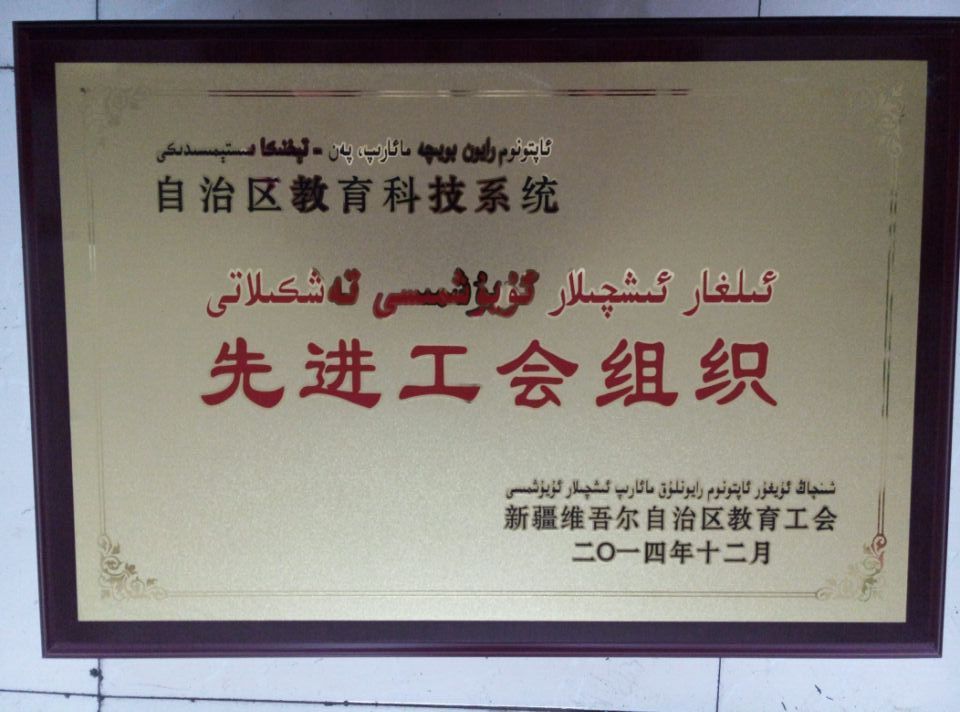 ئاپتونوم رايون بويىچە مائارىپ، پەن - تېخنىكا سىستېمىسىدىكى
自治区教育科技系统
ئىلغار ئىشچىلار ئۇيۇشمىسى تەشكىلاتى
先进工会组织
شىنجاڭ ئۇيغۇر ئاپتونوم رايونلۇق مائارىپ ئىشچىلار ئۇيۇشمىسى
新疆维吾尔自治区教育工会
二〇一四年十二月